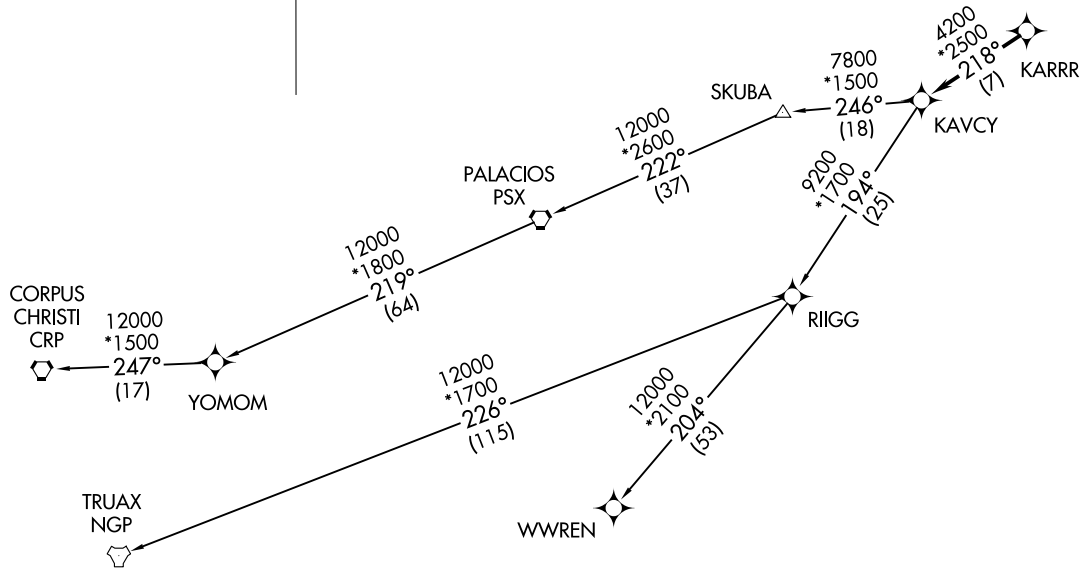 4200
*2500
218°
(7)
KARRR
KAVCY
7800
*1500
246°
(18)
SKUBA
12000
*2600
222°
(37)
PALACIOS
PSX
12000
*1800
219°
(64)
YOMOM
12000
*1500
247°
(17)
CORPUS
CHRISTI
CRP
9200
*1700
194°
(25)
RIIGG
12000
*1700
226°
(115)
TRUAX
NGP
12000
*2100
204°
(53)
WWREN